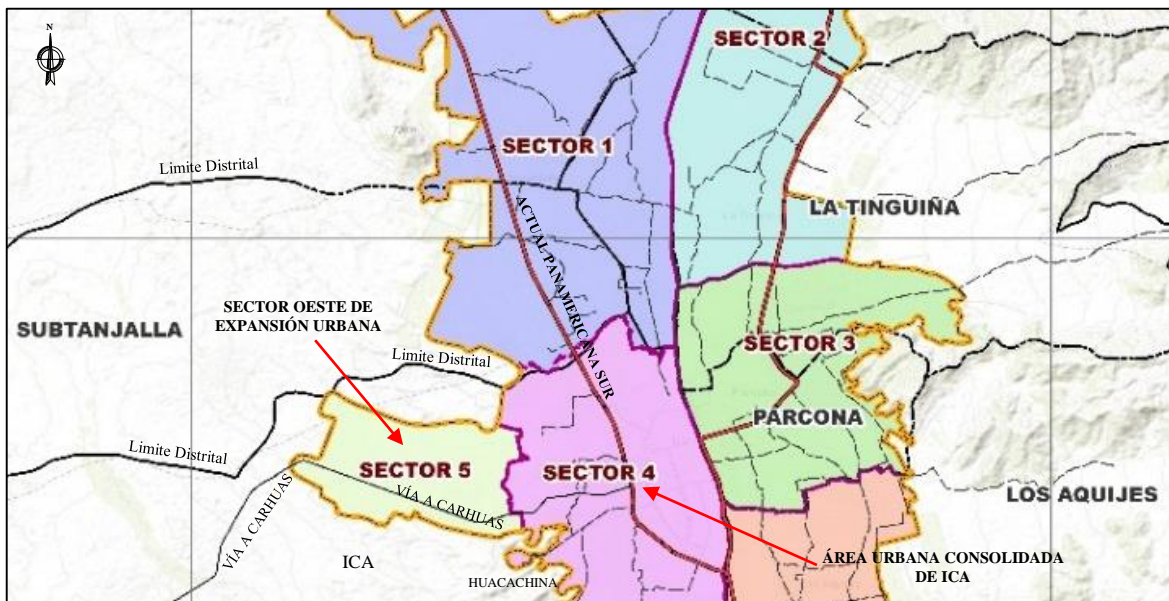 N
SECTOR 2
SECTOR 1
Limite Distrital
LA TINGÜIÑA
ACTUAL PANAMERICANA SUR
SECTOR OESTE DE
EXPANSIÓN URBANA
SUBTANJALLA
SECTOR 3
Limite Distrital
PARCONA
Limite Distrital
SECTOR 5
SECTOR 4
VÍA A CARHUAS
LOS AQUIJES
VÍA A CARHUAS
ICA
HUACACHINA
ÁREA URBANA CONSOLIDADA
DE ICA